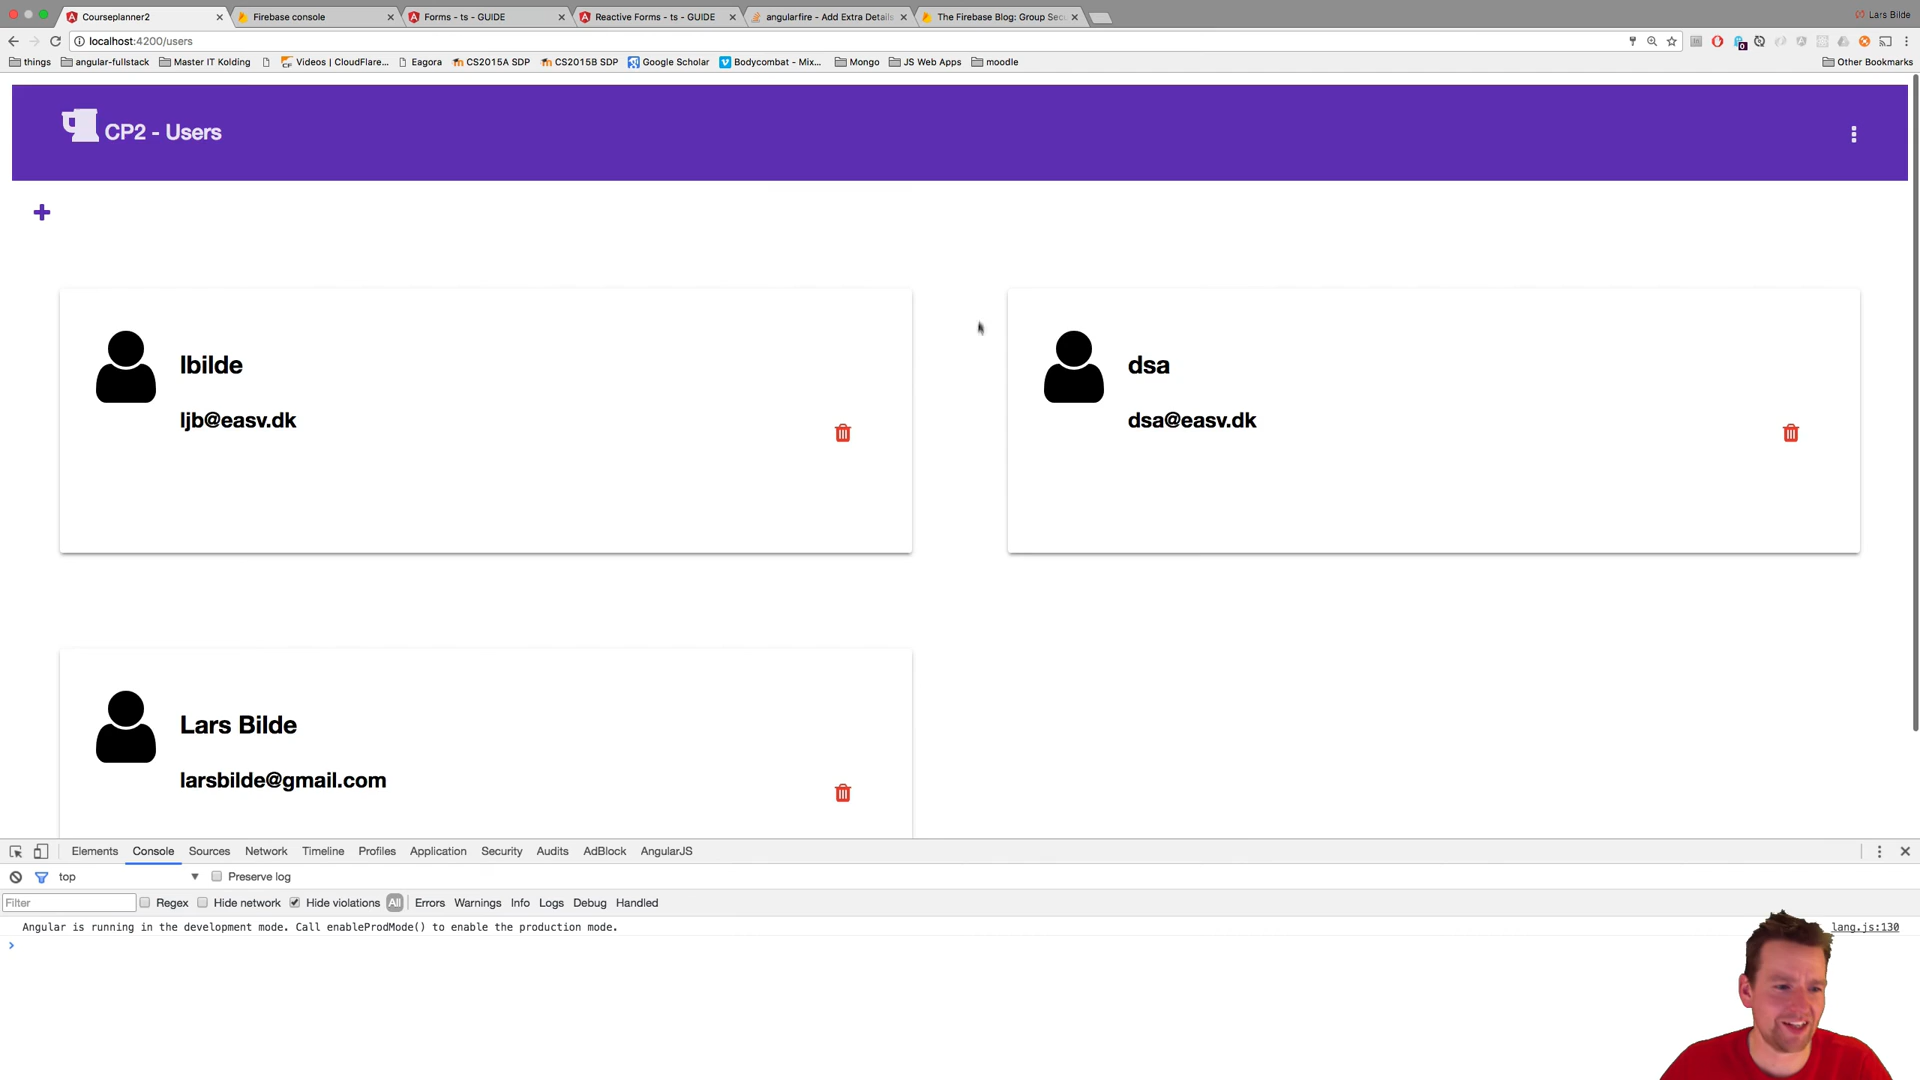 Courseplanner2
Firebase console
Forms - ts - GUIDE
Reactive Forms - ts - GUIDE
angularfire - Add Extra Details
The Firebase Blog: Group Sec
Lars Bilde
localhost:4200/users
things
angular-fullstack
Master IT Kolding
Videos | CloudFlare...
Eagora
CS2015A SDP
CS2015B SDP
Google Scholar
Bodycombat - Mix...
Mongo
JS Web Apps
moodle
Other Bookmarks
CP2 - Users
lbilde
ljb@easv.dk
dsa
dsa@easv.dk
Lars Bilde
larsbilde@gmail.com
Elements
Console
Sources
Network
Timeline
Profiles
Application
Security
Audits
AdBlock
AngularJS
top
Preserve log
Filter
Regex
Hide network
Hide violations
All
Errors
Warnings
Info
Logs
Debug
Handled
Angular is running in the development mode. Call enableProdMode() to enable the production mode.
lang.js:130